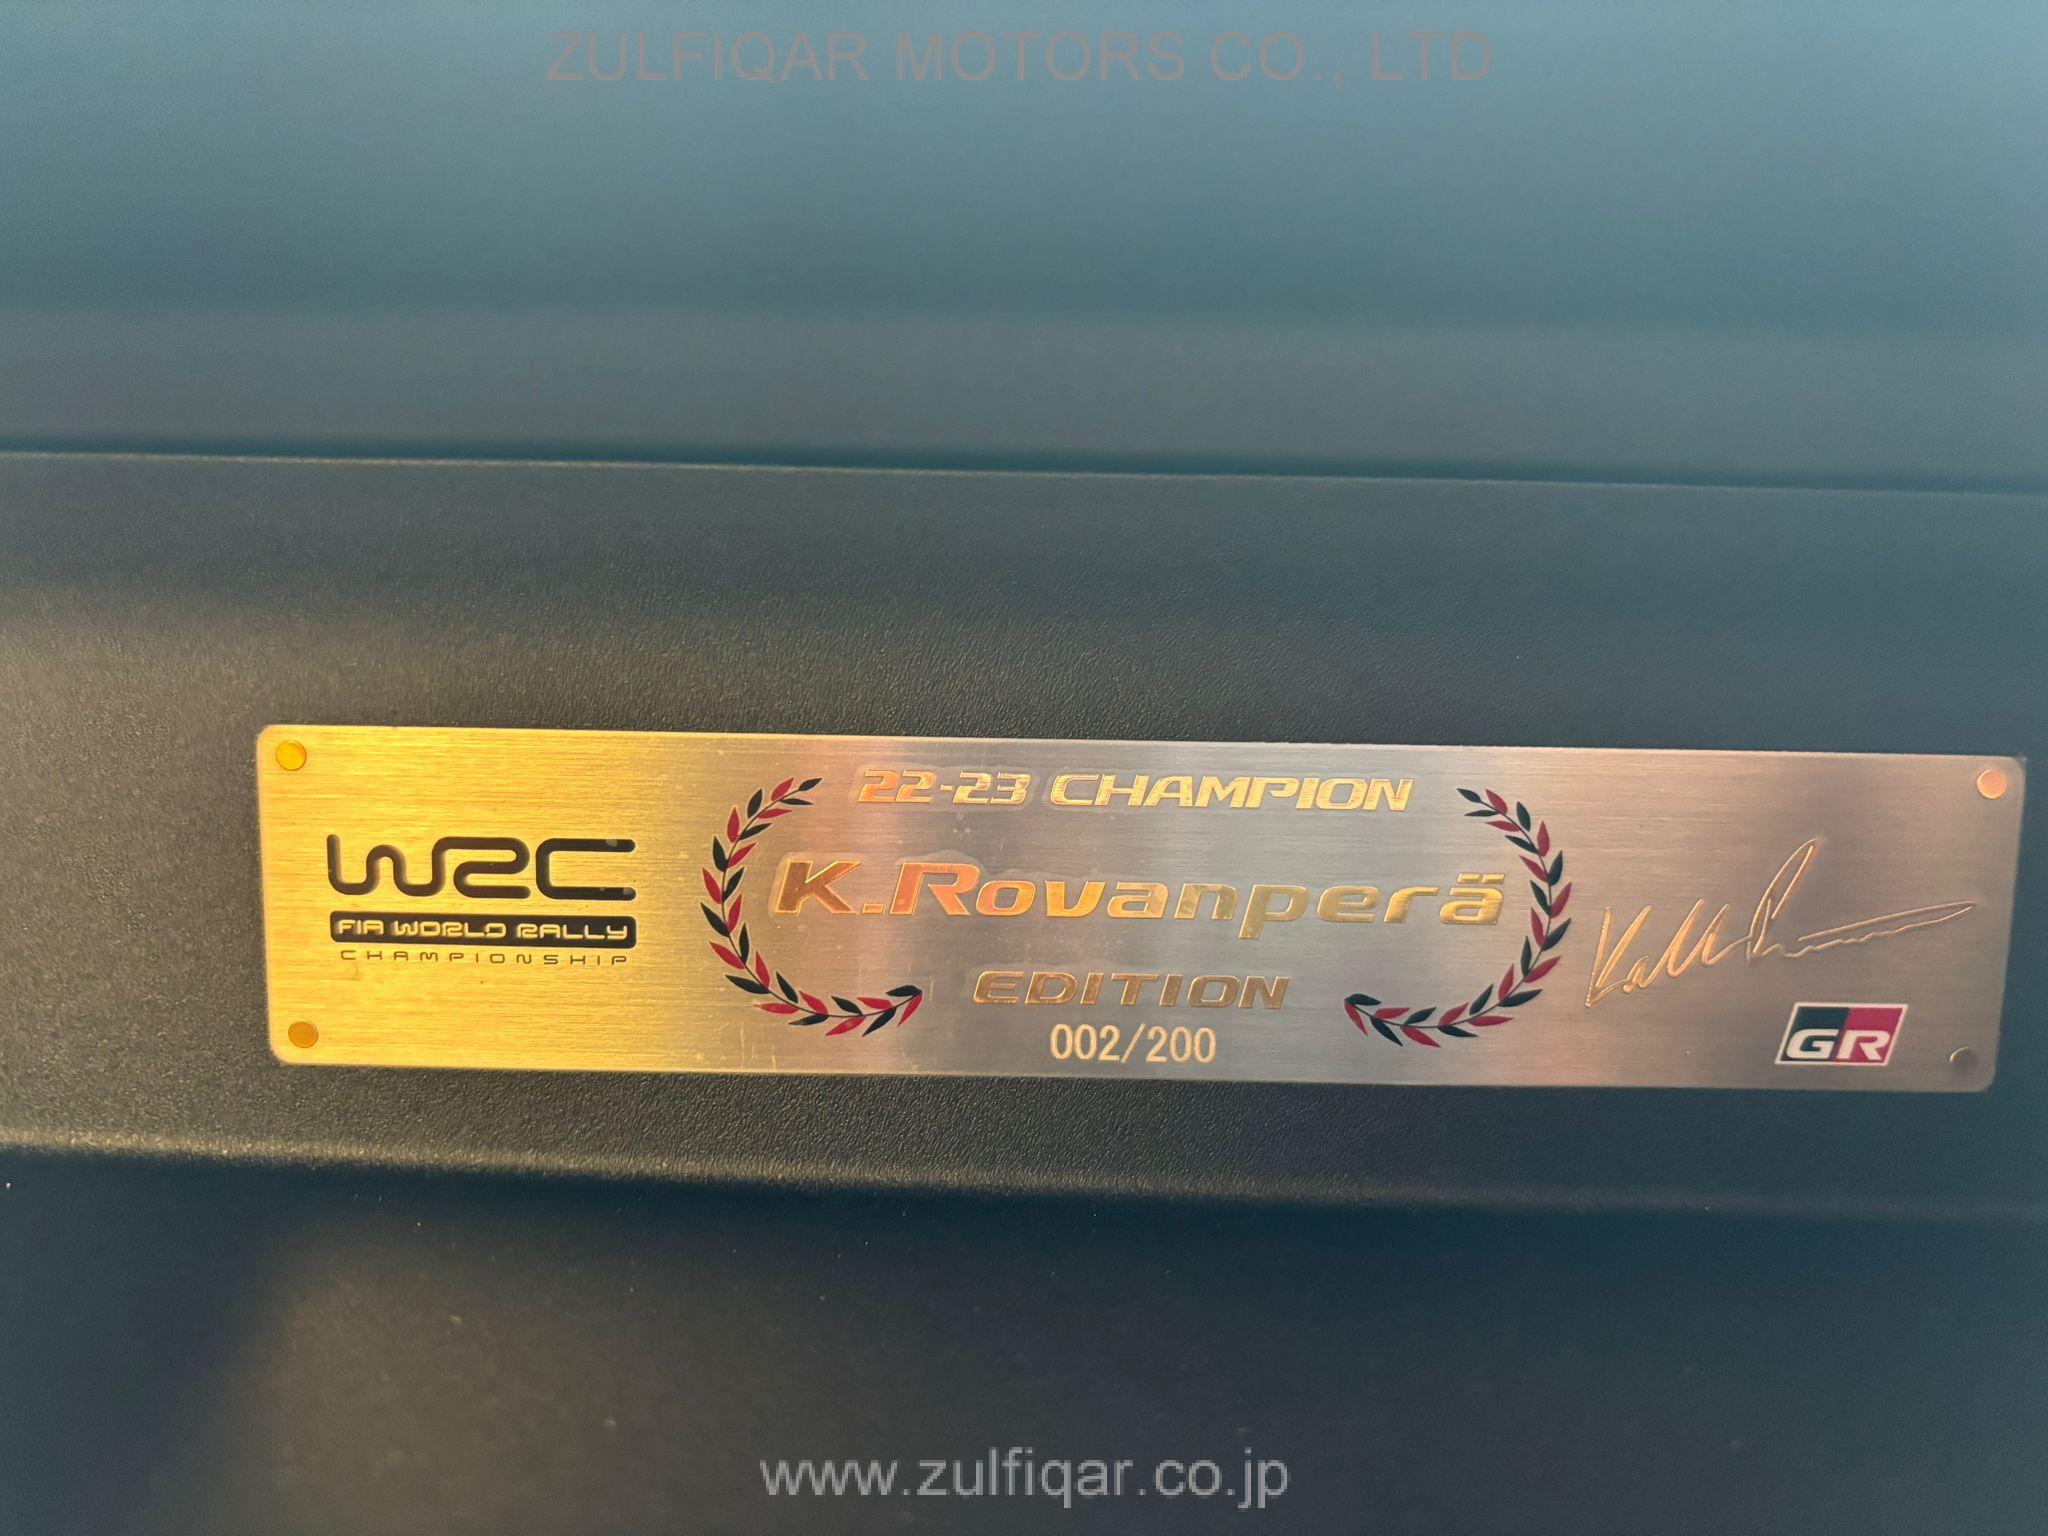 ZULFIQAR MOTORS CO., LTD
WRC
FIA WORLD RALLY
CHAMPIONSHIP
22-23 CHAMPION
K.Rovanperä
EDITION
002/200
GR
www.zulfiqar.co.jp